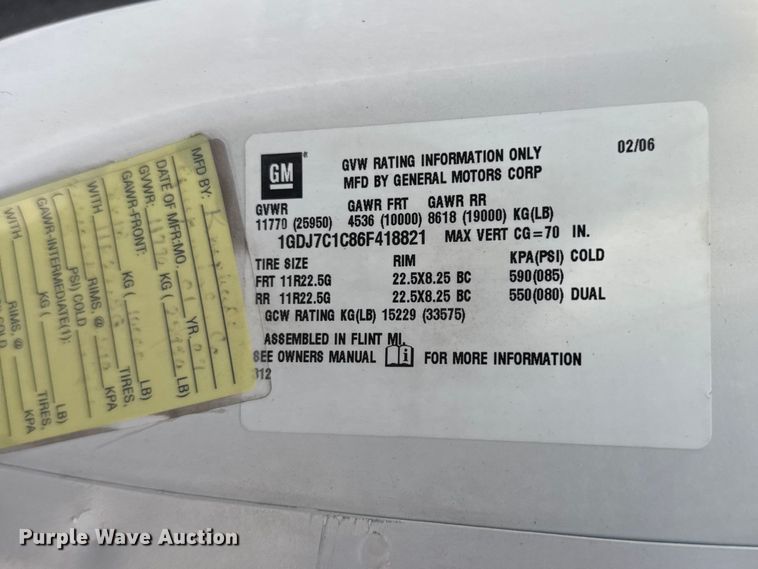 GM ®
GVW RATING INFORMATION ONLY 02/06
MFD BY GENERAL MOTORS CORP
GVWR GAWR FRT GAWR RR
11770 (25950) 4536 (10000) 8618 (19000) KG(LB)
1GDJ7C1C86F418821 MAX VERT CG=70 IN.
TIRE SIZE RIM KPA(PSI) COLD
FRT 11R22.5G 22.5X8.25 BC 590(085)
RR 11R22.5G 22.5X8.25 BC 550(080) DUAL
GCW RATING KG(LB) 15229 (33575)
ASSEMBLED IN FLINT MI.
SEE OWNERS MANUAL i FOR MORE INFORMATION
312
MFD BY:
DATE OF MFR:MO. YR.
GVWR: KG ( LB)
GAWR-FRONT: KG ( LB)
WITH TIRES,
RIMS, @ KPA
PSI) COLD
GAWR-INTERMEDIATE(1):
KG ( LB)
WITH TIRES,
RIMS, @ KPA
COLD
Purple Wave Auction